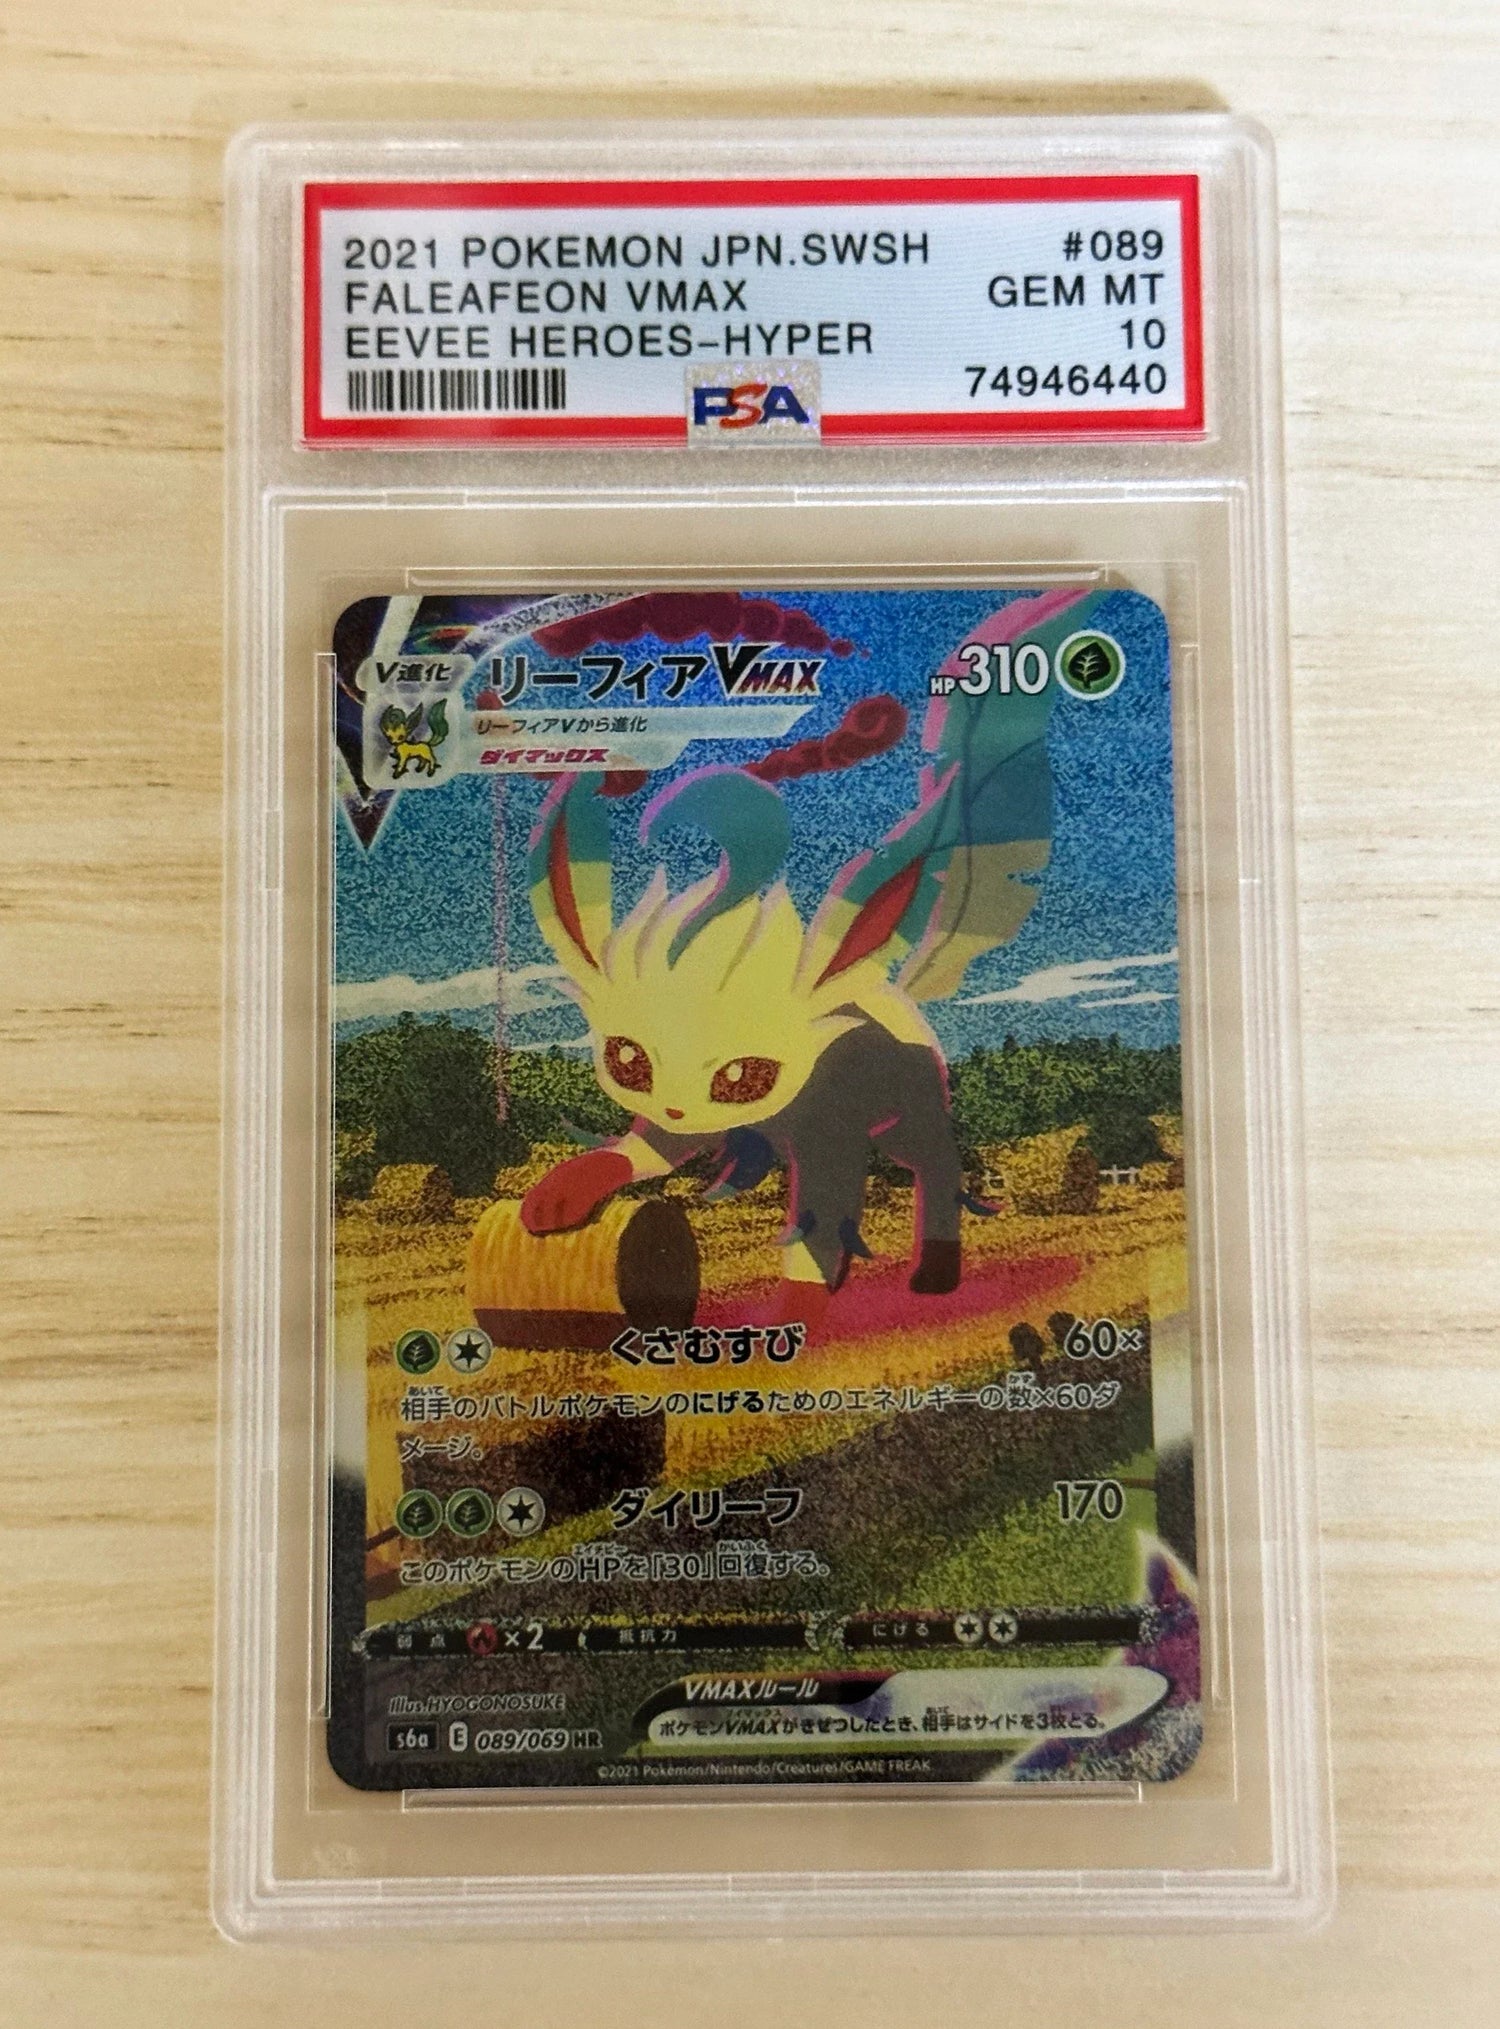 2021 POKEMON JPN.SWSH #089
FALEAFEON VMAX GEM MT
EEVEE HEROES-HYPER 10
PSA 74946440
V進化 リーフィアVMAX HP310
リーフィアVから進化
ダイマックス
くさむすび 60×
相手のバトルポケモンのにげるためのエネルギーの数×60ダ
メージ。
ダイリーフ 170
このポケモンのHPを「30」回復する。
弱点 ×2 抵抗力 にげる
Illus.HYOGONOSUKE VMAXルール
ポケモンVMAXがきぜつしたとき、相手はサイドを3枚とる。
s6a E 089/069 HR
©2021 Pokémon/Nintendo/Creatures/GAME FREAK